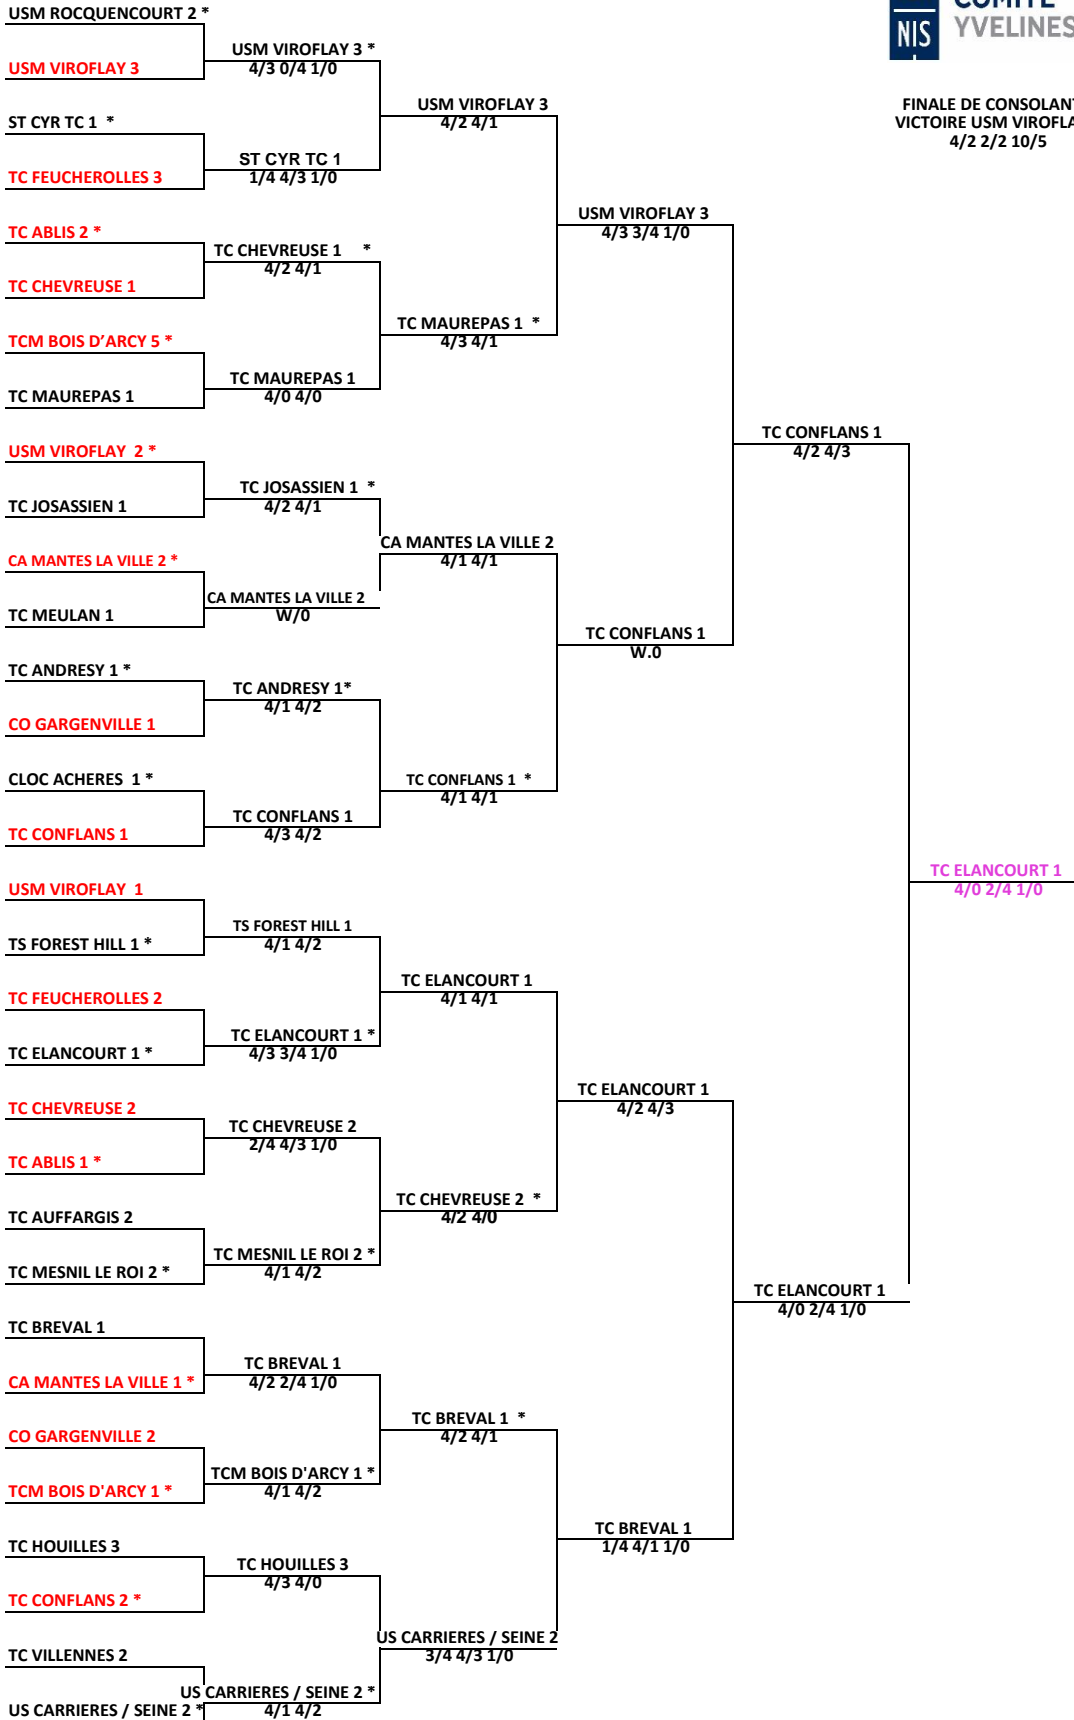 USM ROCQUENCOURT 2 *
USM VIROFLAY 3 *
4/3 0/4 1/0
USM VIROFLAY 3
USM VIROFLAY 3
4/2 4/1
ST CYR TC 1 *
ST CYR TC 1
1/4 4/3 1/0
TC FEUCHEROLLES 3
USM VIROFLAY 3
4/3 3/4 1/0
TC ABLIS 2 *
TC CHEVREUSE 1 *
4/2 4/1
TC CHEVREUSE 1
TC MAUREPAS 1 *
4/3 4/1
TCM BOIS D’ARCY 5 *
TC MAUREPAS 1
4/0 4/0
TC MAUREPAS 1
TC CONFLANS 1
4/2 4/3
USM VIROFLAY 2 *
TC JOSASSIEN 1 *
4/2 4/1
TC JOSASSIEN 1
CA MANTES LA VILLE 2
4/1 4/1
CA MANTES LA VILLE 2 *
CA MANTES LA VILLE 2
W/0
TC MEULAN 1
TC CONFLANS 1
W.0
TC ANDRESY 1 *
TC ANDRESY 1*
4/1 4/2
CO GARGENVILLE 1
TC CONFLANS 1 *
4/1 4/1
CLOC ACHERES 1 *
TC CONFLANS 1
4/3 4/2
TC CONFLANS 1
TC ELANCOURT 1
4/0 2/4 1/0
USM VIROFLAY 1
TS FOREST HILL 1
4/1 4/2
TS FOREST HILL 1 *
TC ELANCOURT 1
4/1 4/1
TC FEUCHEROLLES 2
TC ELANCOURT 1 *
4/3 3/4 1/0
TC ELANCOURT 1 *
TC ELANCOURT 1
4/2 4/3
TC CHEVREUSE 2
TC CHEVREUSE 2
2/4 4/3 1/0
TC ABLIS 1 *
TC CHEVREUSE 2 *
4/2 4/0
TC AUFFARGIS 2
TC MESNIL LE ROI 2 *
4/1 4/2
TC MESNIL LE ROI 2 *
TC ELANCOURT 1
4/0 2/4 1/0
TC BREVAL 1
TC BREVAL 1
4/2 2/4 1/0
CA MANTES LA VILLE 1 *
TC BREVAL 1 *
4/2 4/1
CO GARGENVILLE 2
TCM BOIS D'ARCY 1 *
4/1 4/2
TCM BOIS D'ARCY 1 *
TC BREVAL 1
1/4 4/1 1/0
TC HOUILLES 3
TC HOUILLES 3
4/3 4/0
TC CONFLANS 2 *
US CARRIERES / SEINE 2
3/4 4/3 1/0
TC VILLENNES 2
US CARRIERES / SEINE 2 *
4/1 4/2
US CARRIERES / SEINE 2 *
YVELINES
NIS
FINALE DE CONSOLANT
VICTOIRE USM VIROFLA
4/2 2/2 10/5